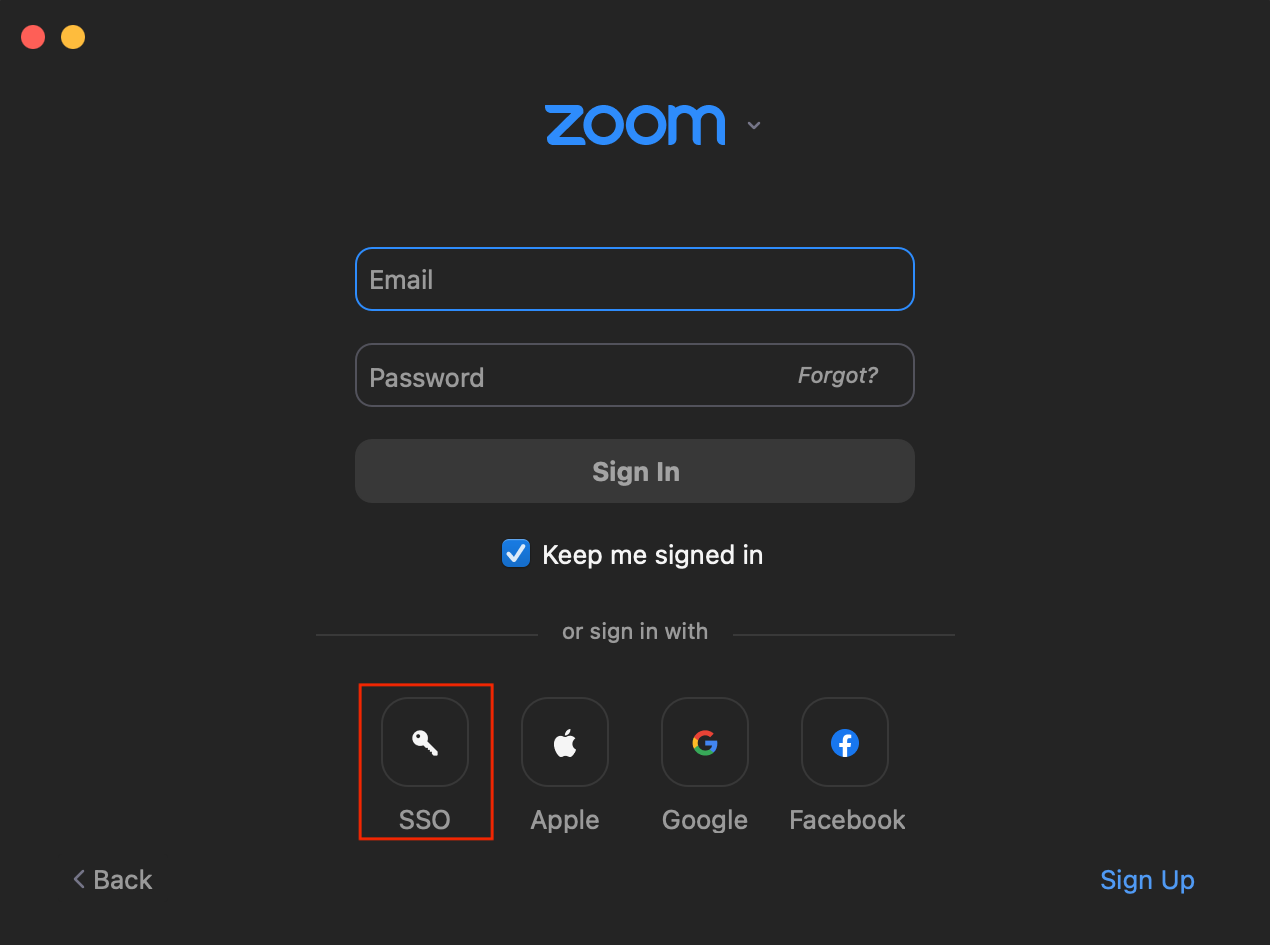 zoom
Email
Password Forgot?
Sign In
Keep me signed in
or sign in with
SSO Apple Google Facebook
Back Sign Up